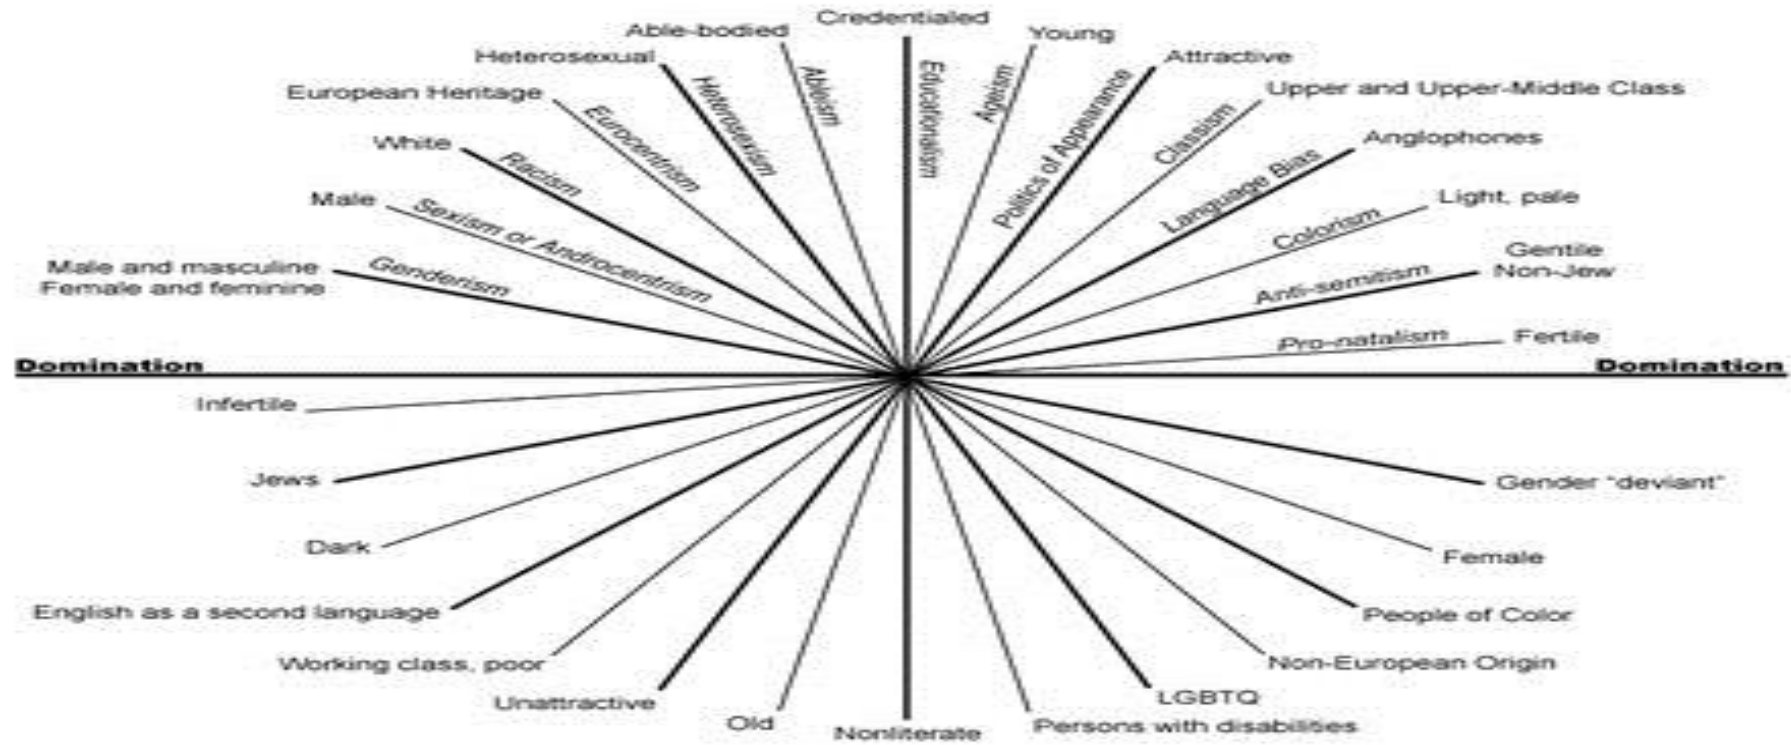 Credentialed
Able-bodied
Young
Heterosexual
Attractive
European Heritage
Upper and Upper-Middle Class
White
Anglophones
Male
Light, pale
Male and masculine
Female and feminine
Gentile
Non-Jew
Fertile
Genderism
Sexism or Androcentrism
Racism
Eurocentrism
Heterosexism
Ableism
Educationalism
Ageism
Politics of Appearance
Classism
Language Bias
Colorism
Anti-semitism
Pro-natalism
Domination
Domination
Infertile
Jews
Gender "deviant"
Dark
Female
English as a second language
People of Color
Working class, poor
Non-European Origin
Unattractive
LGBTQ
Old
Persons with disabilities
Nonliterate